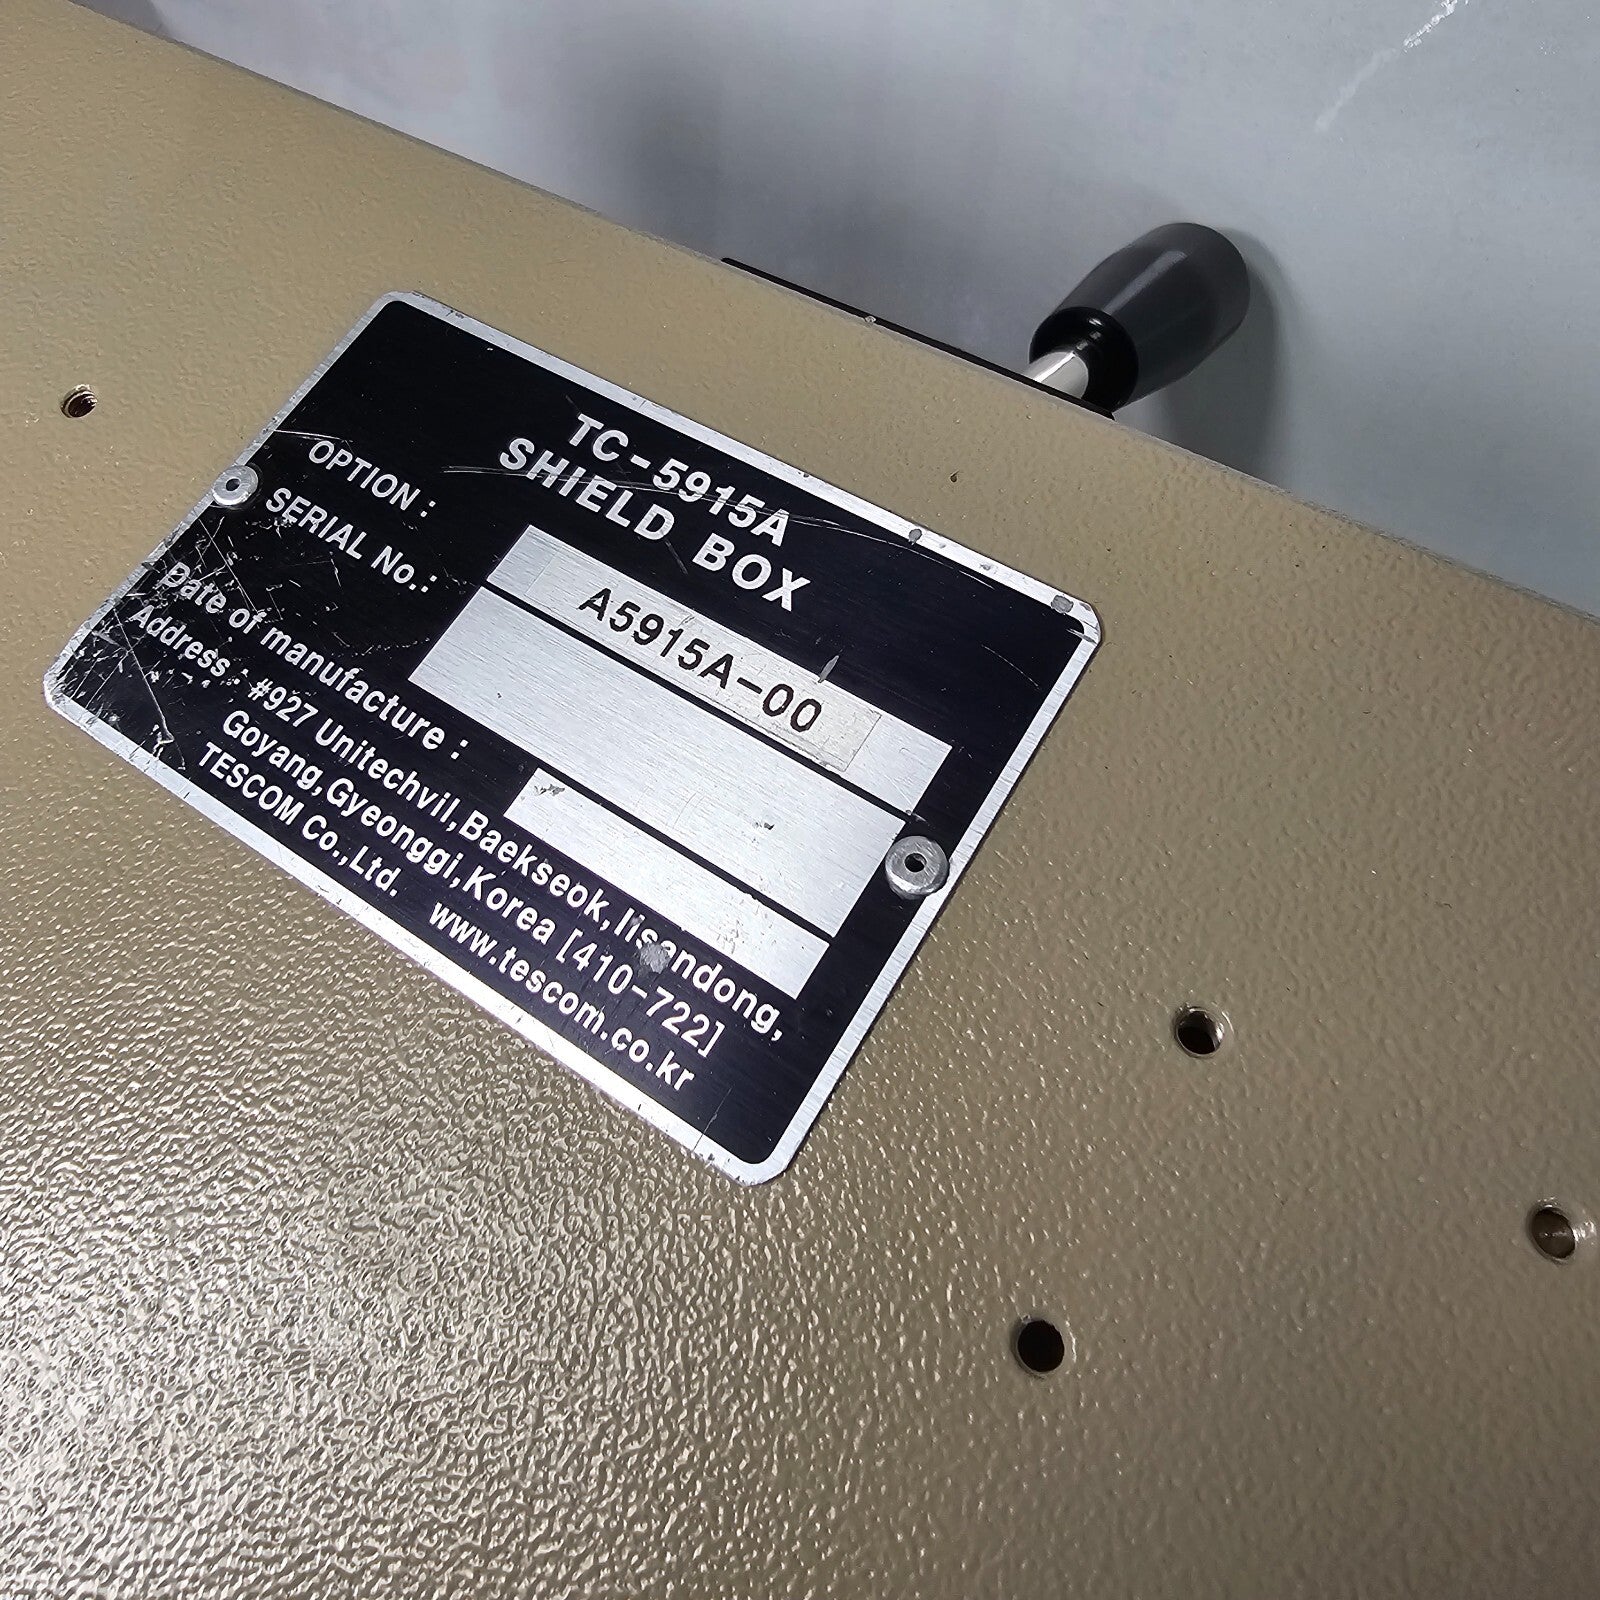 TC-5915A
SHIELD BOX
OPTION : A5915A-00
SERIAL No.:
Date of manufacture :
Address : #927 Unitechvil,Baekseok,Ilsandong,
Goyang,Gyeonggi,Korea [410-722]
TESCOM Co.,Ltd. www.tescom.co.kr